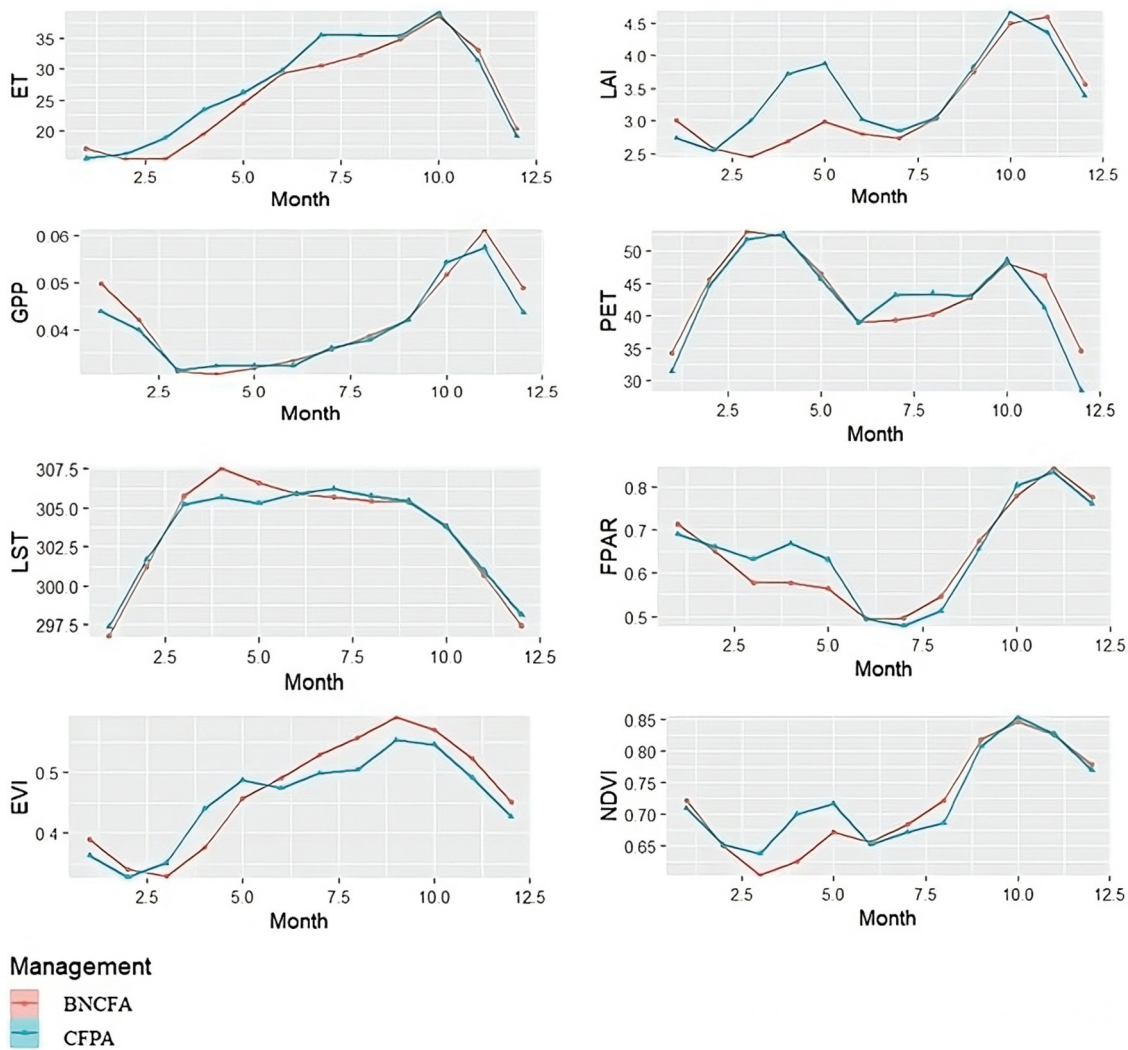 ET
35
30
25
20
2.5 5.0 7.5 10.0 12.5
Month
LAI
4.5
4.0
3.5
3.0
2.5
2.5 5.0 7.5 10.0 12.5
Month
GPP
0 06
0.05
0 04
2.5 5.0 7.5 10.0 12.5
Month
PET
50
45
40
35
30
2.5 5.0 7.5 10.0 12.5
Month
LST
307.5
305.0
302.5
300.0
297.5
2.5 5.0 7.5 10.0 12.5
Month
FPAR
0.8
0.7
0.6
0.5
2.5 5.0 7.5 10.0 12.5
Month
EVI
0.5
0 4
2.5 5.0 7.5 10.0 12.5
Month
NDVI
0.85
0.80
0.75
0.70
0.65
2.5 5.0 7.5 10.0 12.5
Month
Management
BNCFA
CFPA